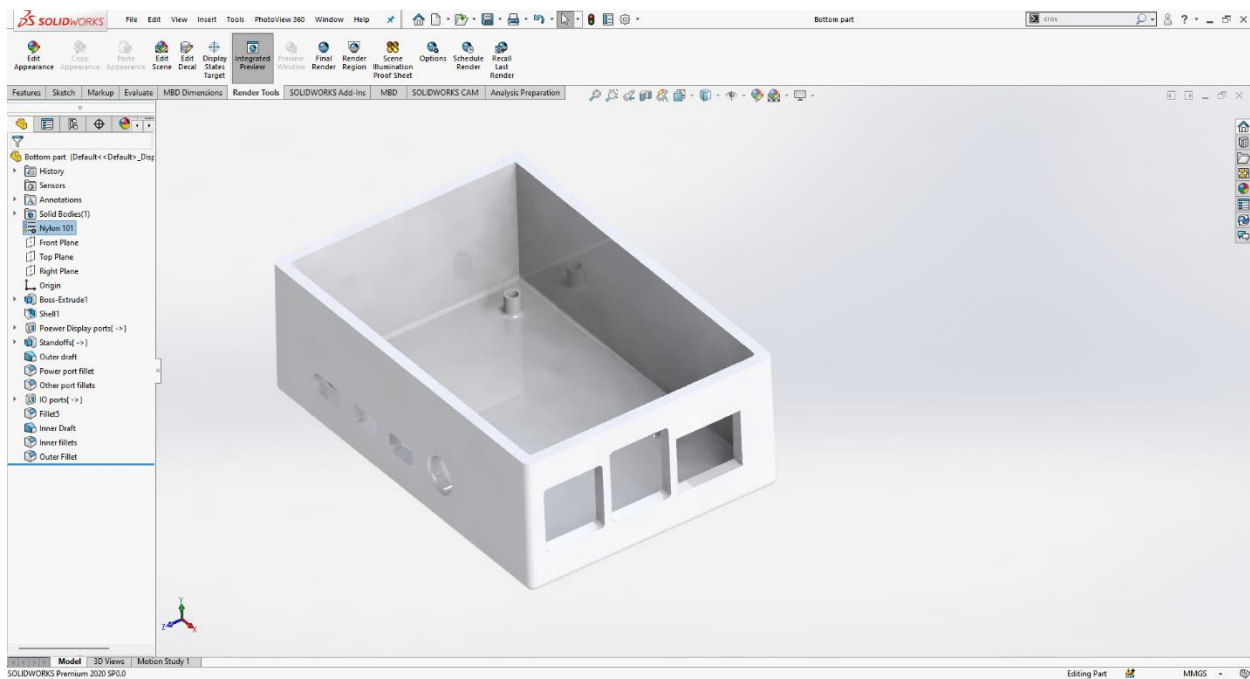 SOLIDWORKS File Edit View Insert Tools PhotoView 360 Window Help Bottom part cros
Edit Appearance Copy Appearance Paste Appearance Edit Scene Edit Decal Display States Target Integrated Preview Preview Window Final Render Render Region Scene Illumination Proof Sheet Options Schedule Render Recall Last Render
Features Sketch Markup Evaluate MBD Dimensions Render Tools SOLIDWORKS Add-Ins MBD SOLIDWORKS CAM Analysis Preparation
Bottom part (Default<<Default>_Disp
History
Sensors
Annotations
Solid Bodies(1)
Nylon 101
Front Plane
Top Plane
Right Plane
Origin
Boss-Extrude1
Shell1
Poewer Display ports{ ->}
Standoffs{ ->}
Outer draft
Power port fillet
Other port fillets
IO ports{ ->}
Fillet5
Inner Draft
Inner fillets
Outer Fillet
Y
Z X
Model 3D Views Motion Study 1
SOLIDWORKS Premium 2020 SP0.0 Editing Part MMGS